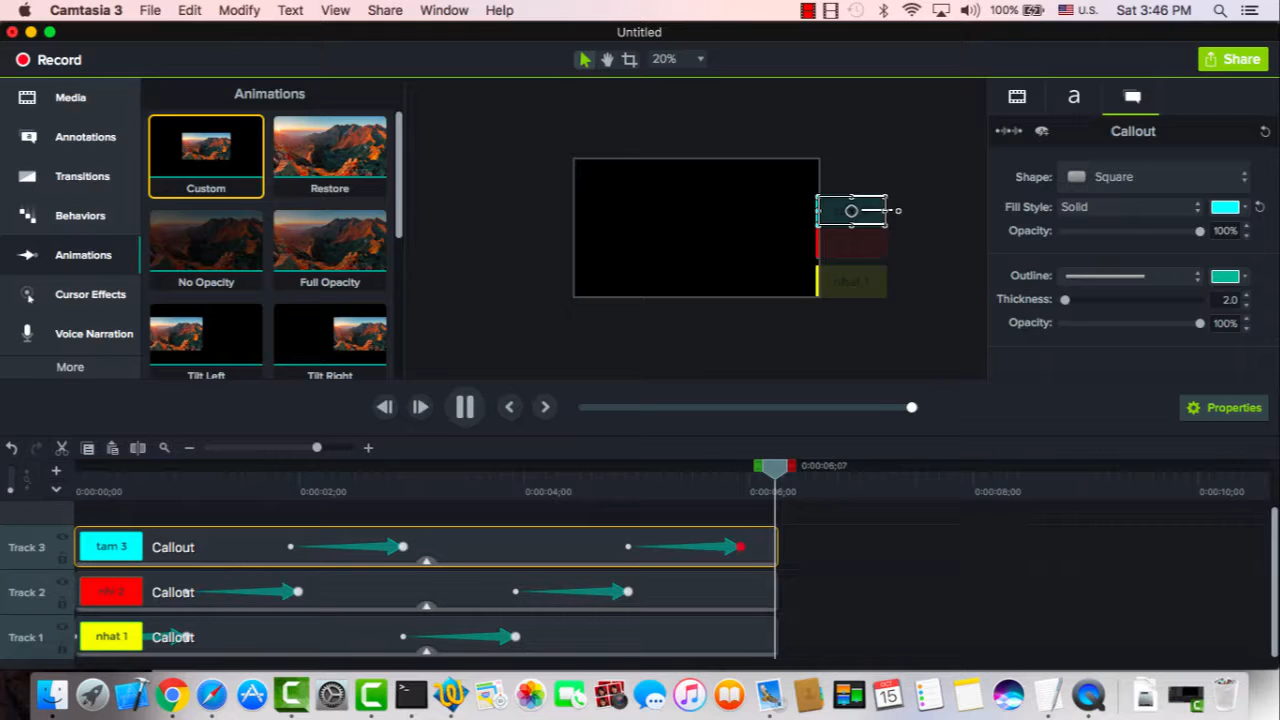 Camtasia 3 File Edit Modify Text View Share Window Help 100% U.S. Sat 3:46 PM
Untitled
Record 20% Share
Media
Annotations
Transitions
Behaviors
Animations
Cursor Effects
Voice Narration
More
Animations
Custom Restore
No Opacity Full Opacity
Tilt Left Tilt Right
nhat 1
a
Callout
Shape: Square
Fill Style: Solid
Opacity: 100%
Outline:
Thickness: 2.0
Opacity: 100%
Properties
0:00:06;07
0:00:00;00 0:00:02;00 0:00:04;00 0:00:06;00 0:00:08;00 0:00:10;00
Track 3 tam 3 Callout
Track 2 nhi 2 Callout
Track 1 nhat 1 Callout
OCT
15